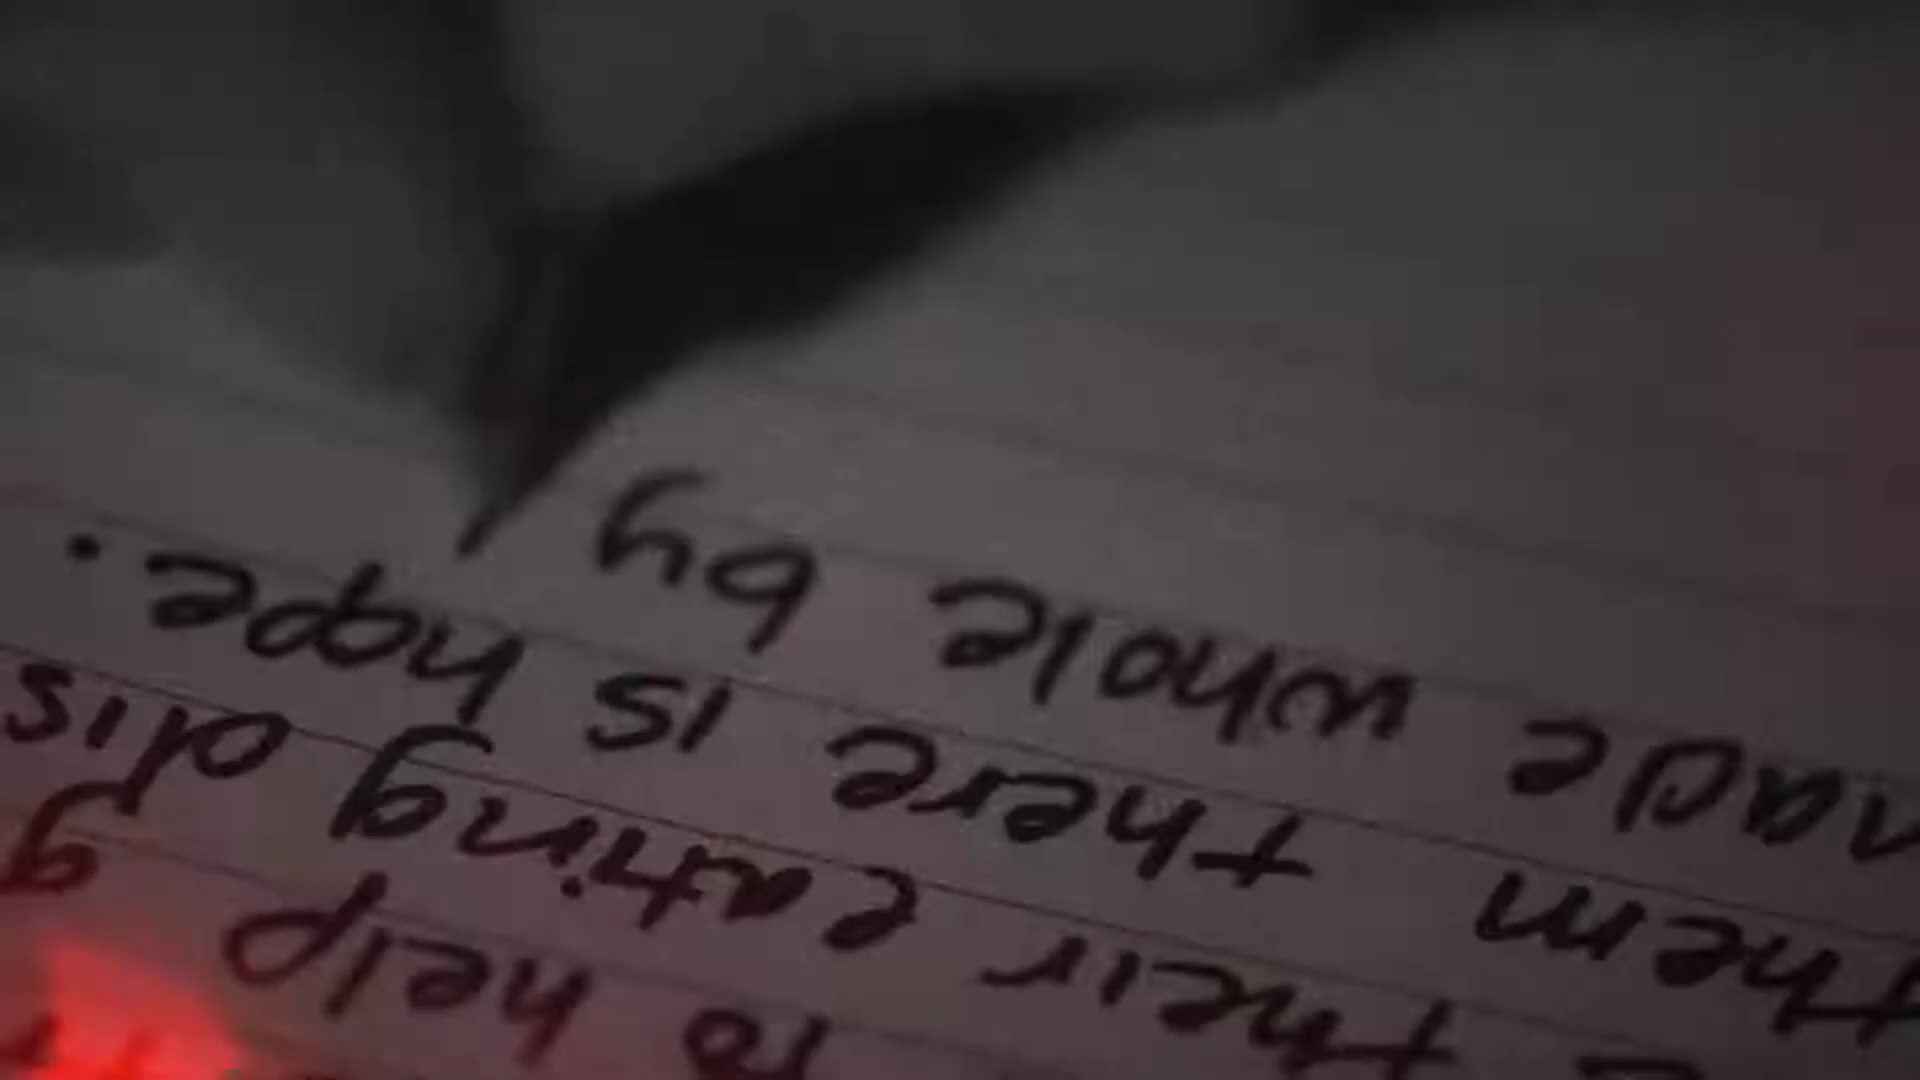 to help g
their eating dis
them there is hope.
made whole by